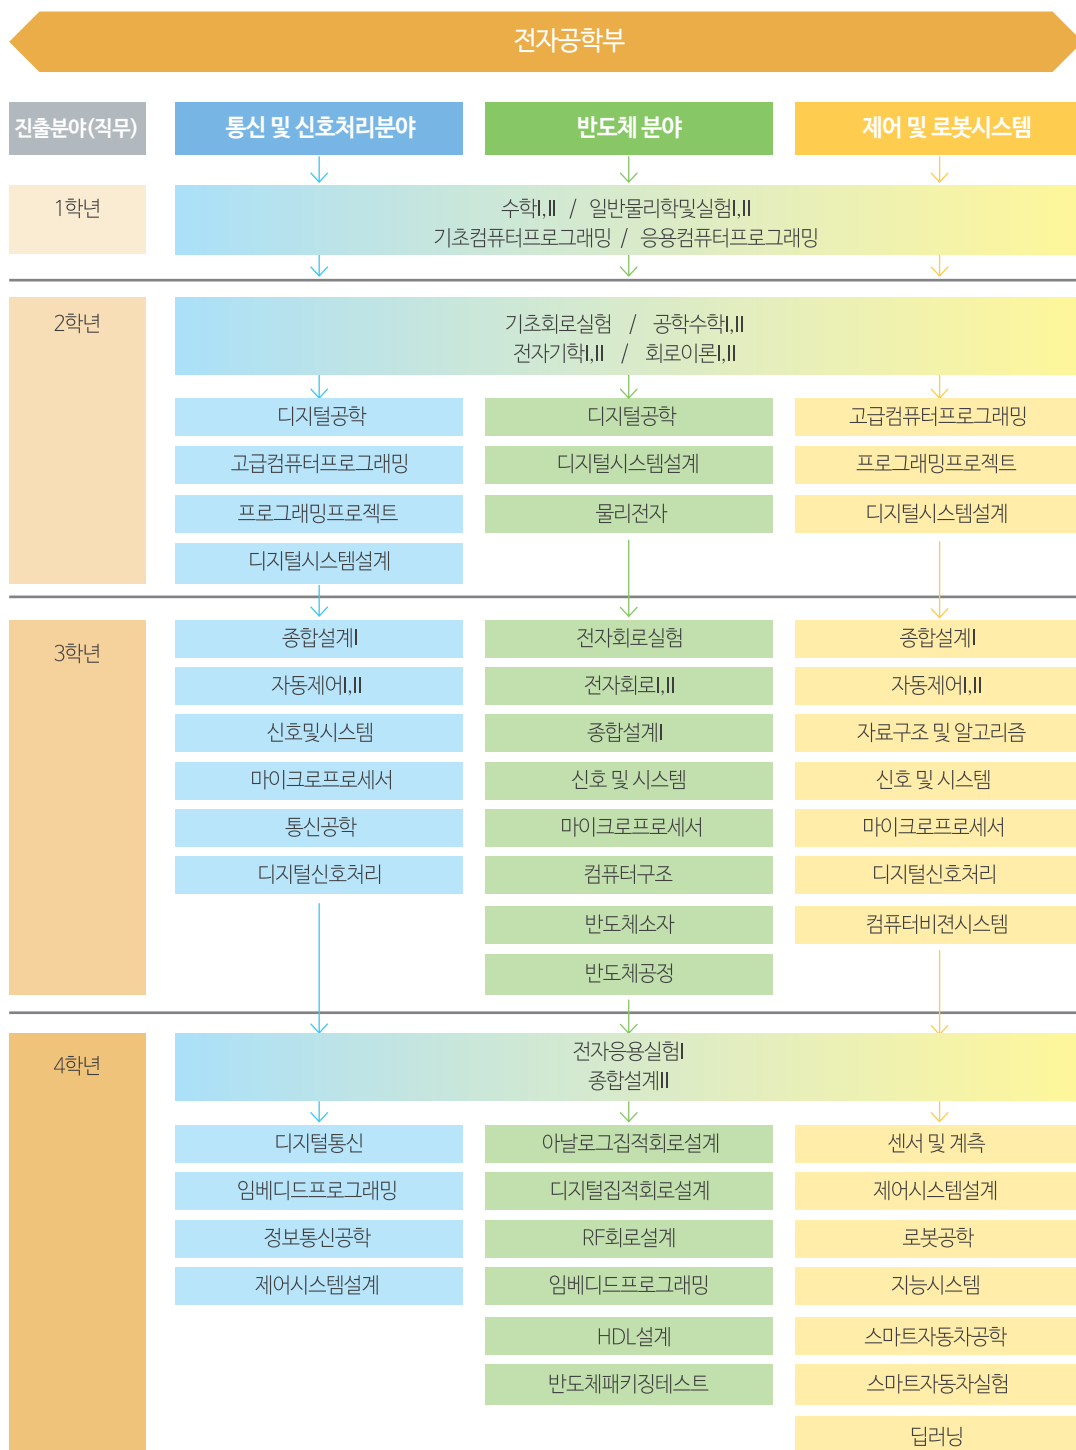 전자공학부
진출분야(직무)
통신 및 신호처리분야
반도체 분야
제어 및 로봇시스템
1학년
수학I,II / 일반물리학및실험I,II
기초컴퓨터프로그래밍 / 응용컴퓨터프로그래밍
2학년
기초회로실험 / 공학수학I,II
전자기학I,II / 회로이론I,II
디지털공학
고급컴퓨터프로그래밍
프로그래밍프로젝트
디지털시스템설계
디지털공학
디지털시스템설계
물리전자
고급컴퓨터프로그래밍
프로그래밍프로젝트
디지털시스템설계
3학년
종합설계I
자동제어I,II
신호및시스템
마이크로프로세서
통신공학
디지털신호처리
전자회로실험
전자회로I,II
종합설계I
신호 및 시스템
마이크로프로세서
컴퓨터구조
반도체소자
반도체공정
종합설계I
자동제어I,II
자료구조 및 알고리즘
신호 및 시스템
마이크로프로세서
디지털신호처리
컴퓨터비젼시스템
4학년
전자응용실험I
종합설계II
디지털통신
임베디드프로그래밍
정보통신공학
제어시스템설계
아날로그집적회로설계
디지털집적회로설계
RF회로설계
임베디드프로그래밍
HDL설계
반도체패키징테스트
센서 및 계측
제어시스템설계
로봇공학
지능시스템
스마트자동차공학
스마트자동차실험
딥러닝